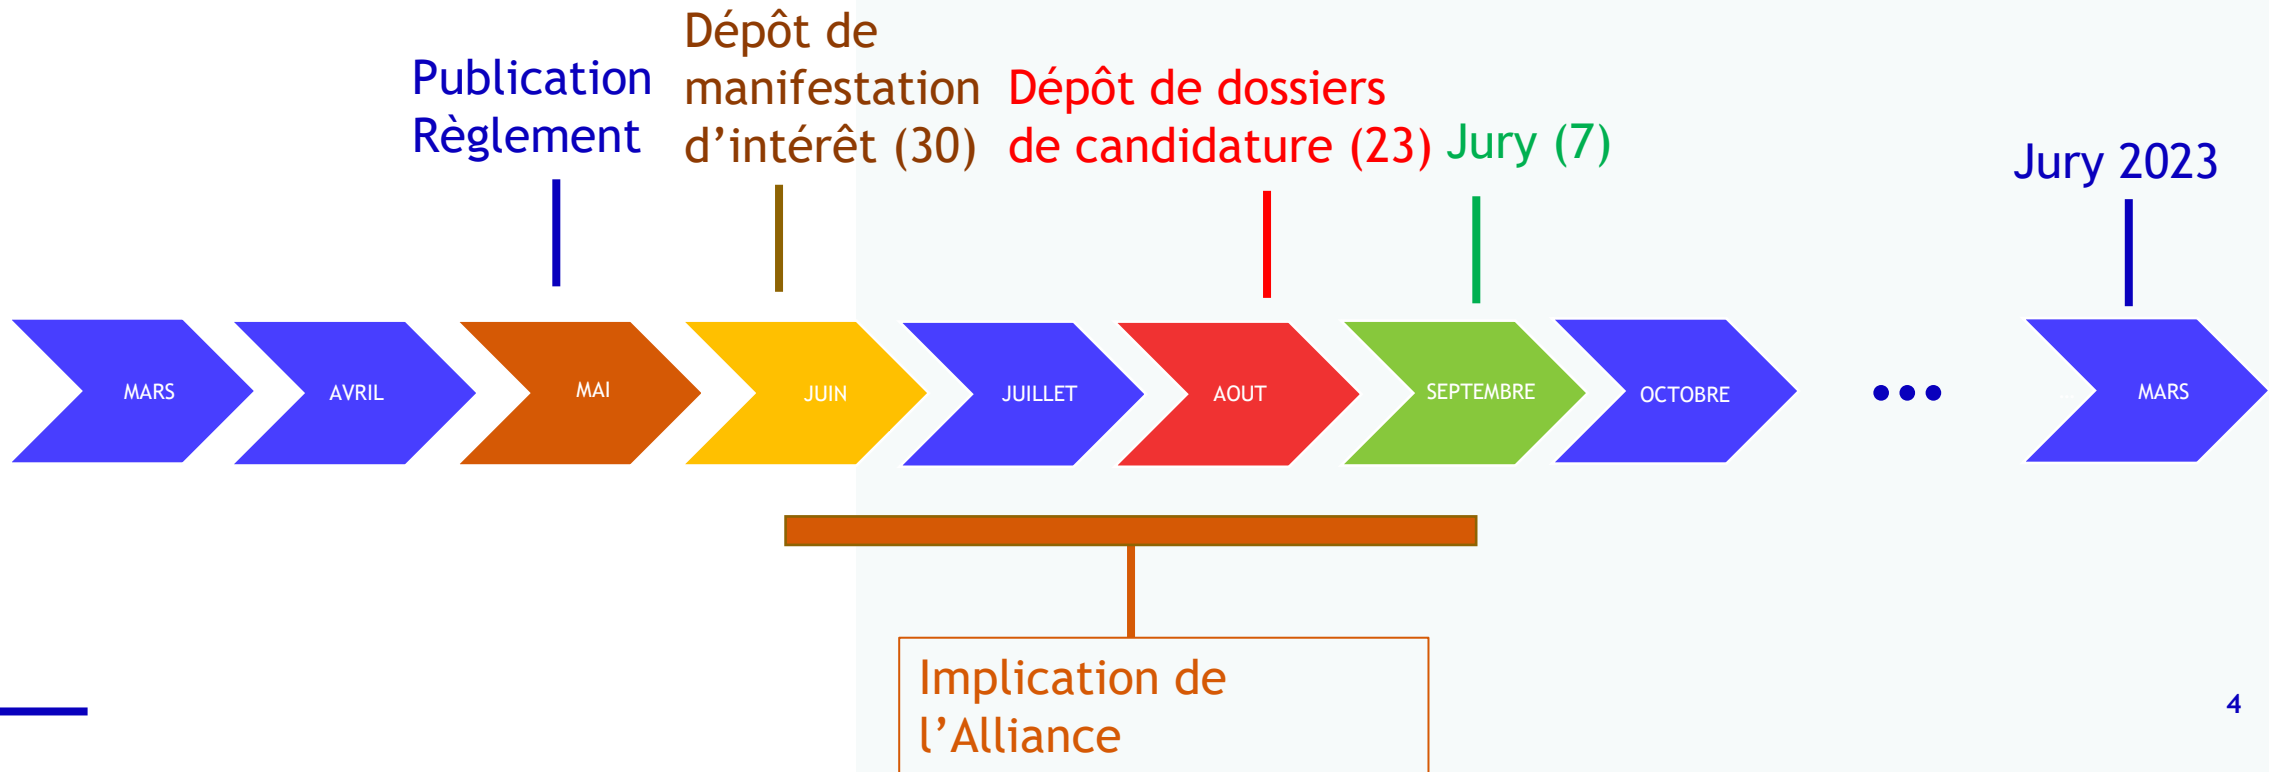 Publication
Règlement
Dépôt de
manifestation
d’intérêt (30)
Dépôt de dossiers
de candidature (23)
Jury (7)
Jury 2023
MARS
AVRIL
MAI
JUIN
JUILLET
AOUT
SEPTEMBRE
OCTOBRE
•••
MARS
Implication de
l’Alliance
4